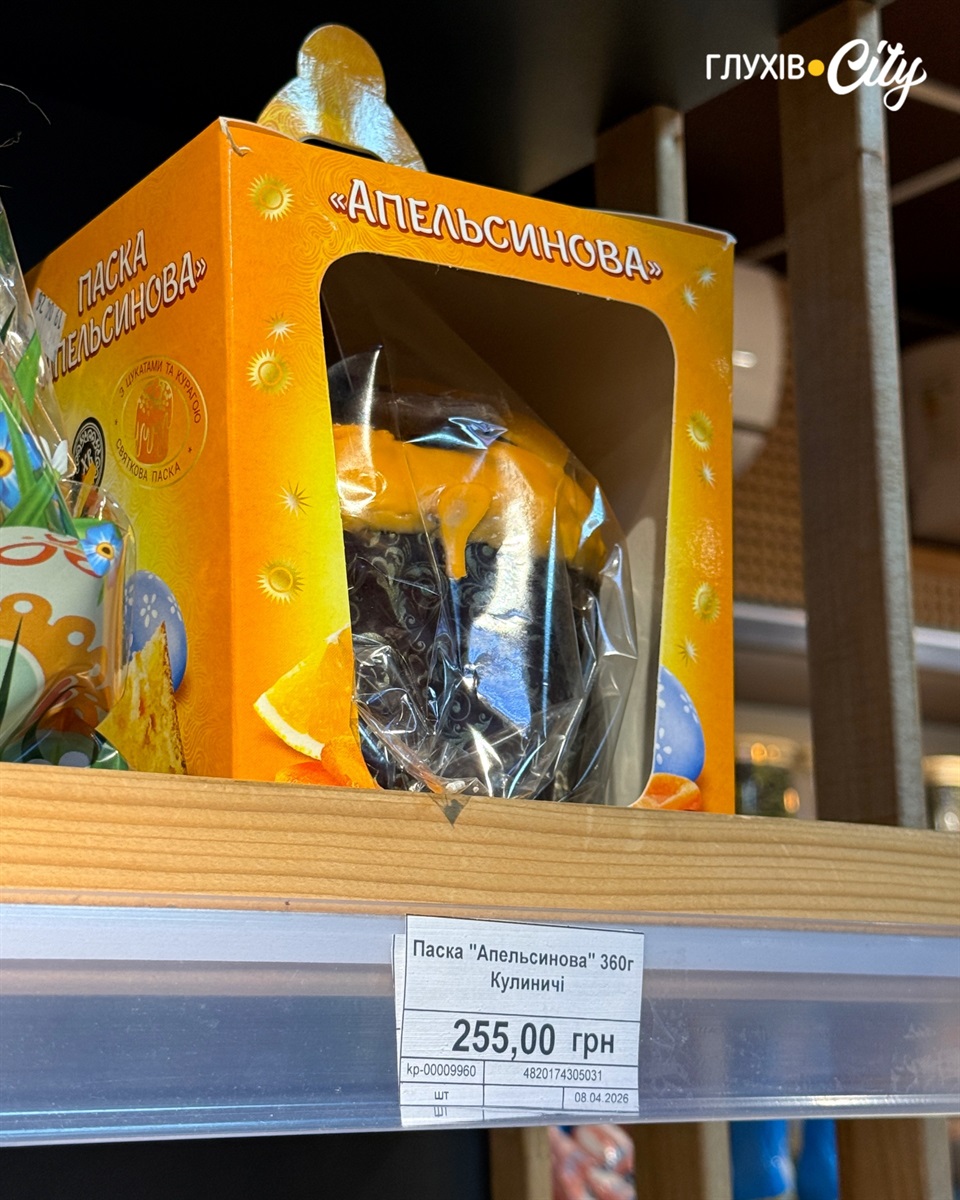 ГЛУХІВ City
«АПЕЛЬСИНОВА»
ПАСКА
«АПЕЛЬСИНОВА»
З ЦУКАТАМИ ТА КУРАГОЮ
СВЯТКОВА ПАСКА
Паска "Апельсинова" 360г
Кулиничі
255,00 грн
kp-00009960 4820174305031
шт 08.04.2026